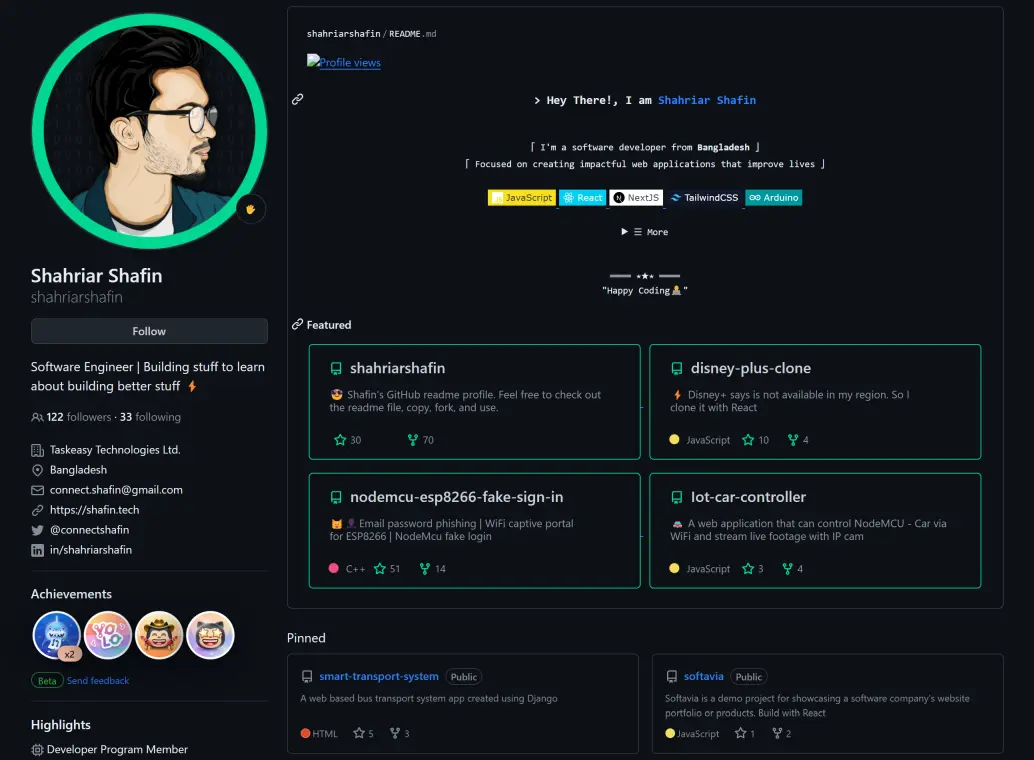 Shahriar Shafin
shahriarshafin
Follow
Software Engineer | Building stuff to learn
about building better stuff ⚡
122 followers · 33 following
Taskeasy Technologies Ltd.
Bangladesh
connect.shafin@gmail.com
https://shafin.tech
@connectshafin
in/shahriarshafin
Achievements
YOLO
x2
Beta Send feedback
Highlights
Developer Program Member
shahriarshafin/README.md
Profile views
> Hey There!, I am Shahriar Shafin
⌈ I'm a software developer from Bangladesh ⌋
⌈ Focused on creating impactful web applications that improve lives ⌋
JavaScript React NextJS TailwindCSS Arduino
▶ ☰ More
═══ ⋆★⋆ ═══
"Happy Coding👨‍💻"
Featured
shahriarshafin
😎 Shafin's GitHub readme profile. Feel free to check out
the readme file, copy, fork, and use.
30 70
disney-plus-clone
⚡ Disney+ says is not available in my region. So I
clone it with React
JavaScript 10 4
nodemcu-esp8266-fake-sign-in
Email password phishing | WiFi captive portal
for ESP8266 | NodeMcu fake login
C++ 51 14
Iot-car-controller
🚘 A web application that can control NodeMCU - Car via
WiFi and stream live footage with IP cam
JavaScript 3 4
Pinned
smart-transport-system Public
A web based bus transport system app created using Django
HTML 5 3
softavia Public
Softavia is a demo project for showcasing a software company's website
portfolio or products. Build with React
JavaScript 1 2